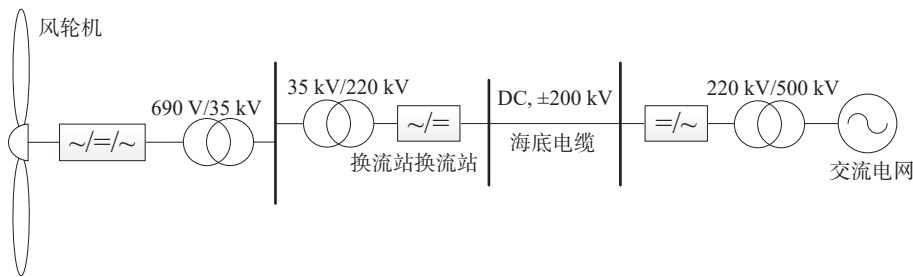 风轮机
690 V/35 kV
~/=/~
35 kV/220 kV
~/=
换流站换流站
DC, ±200 kV
海底电缆
=/~
220 kV/500 kV
交流电网